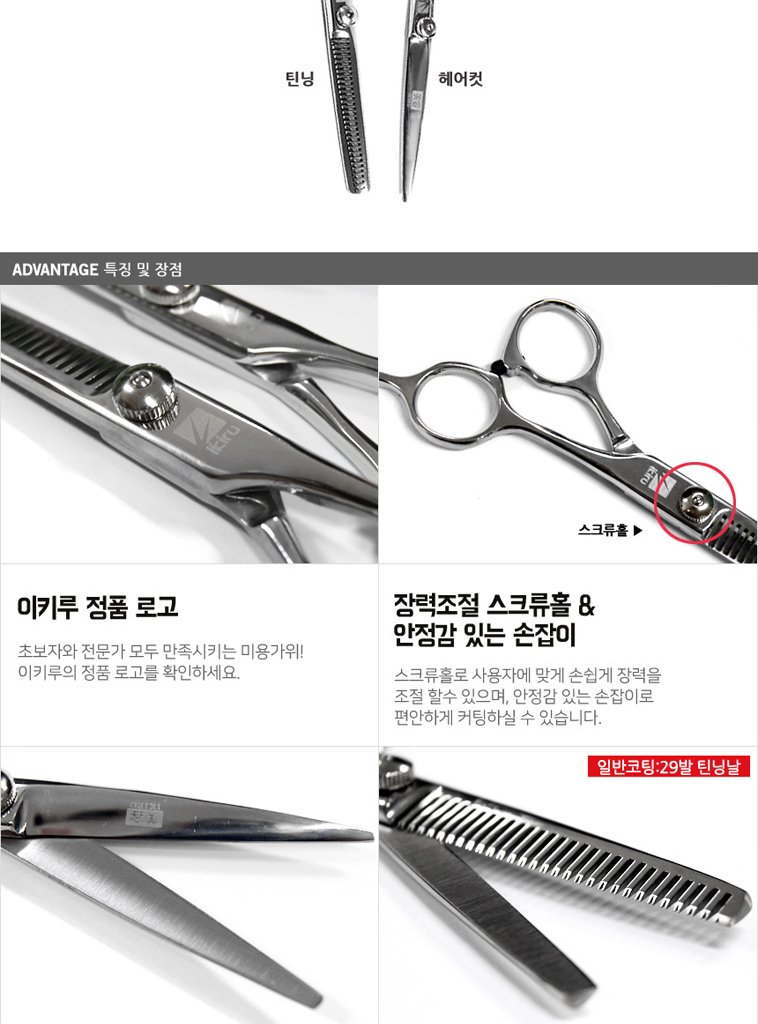 틴닝
헤어컷
ADVANTAGE 특징 및 장점
ikiru
ikiru
스크류홀 ▶
이키루 정품 로고
초보자와 전문가 모두 만족시키는 미용가위!
이키루의 정품 로고를 확인하세요.
장력조절 스크류홀 &
안정감 있는 손잡이
스크류홀로 사용자에 맞게 손쉽게 장력을
조절 할수 있으며, 안정감 있는 손잡이로
편안하게 커팅하실 수 있습니다.
IKIRU
일반코팅:29발 틴닝날